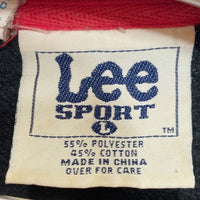 Lee
SPORT
L
TM
55% POLYESTER
45% COTTON
MADE IN CHINA
OVER FOR CARE